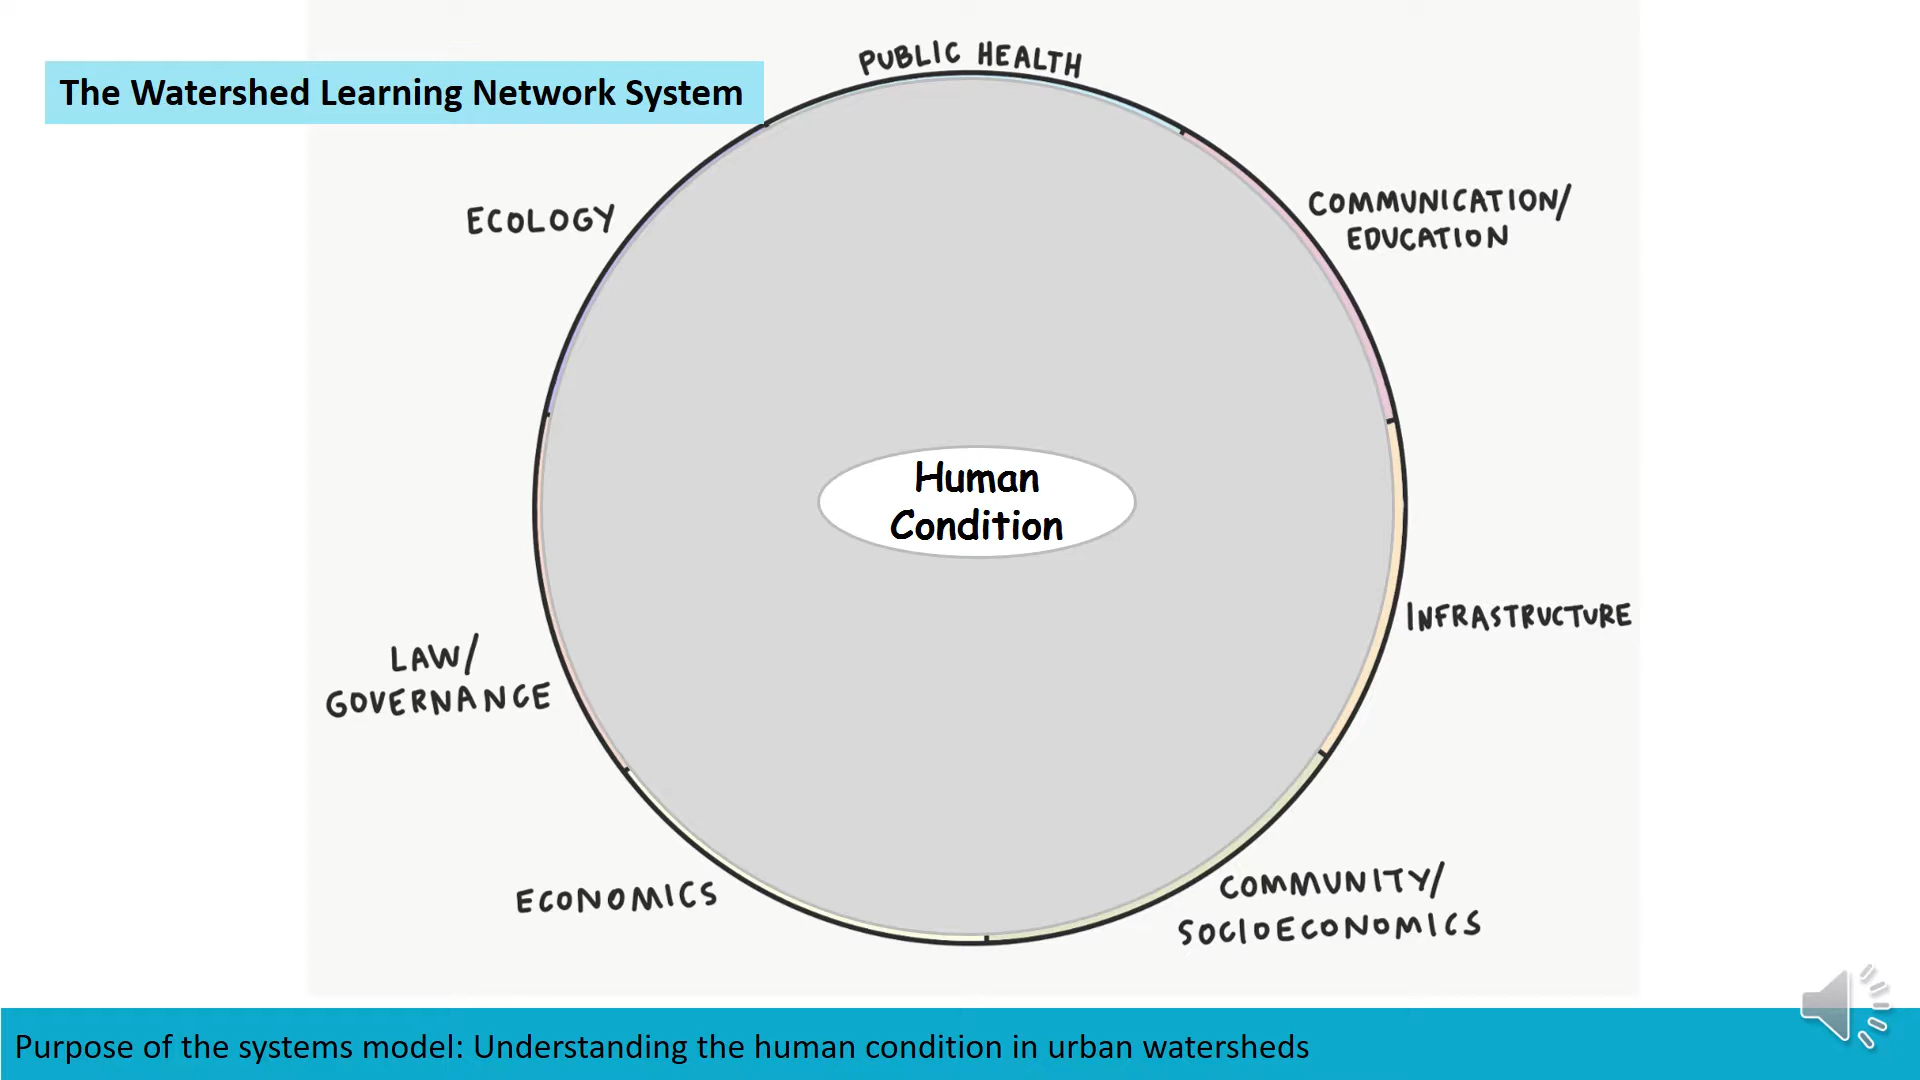 The Watershed Learning Network System
PUBLIC HEALTH
ECOLOGY
COMMUNICATION/
EDUCATION
Human
Condition
INFRASTRUCTURE
LAW/
GOVERNANCE
ECONOMICS
COMMUNITY/
SOCIOECONOMICS
Purpose of the systems model: Understanding the human condition in urban watersheds